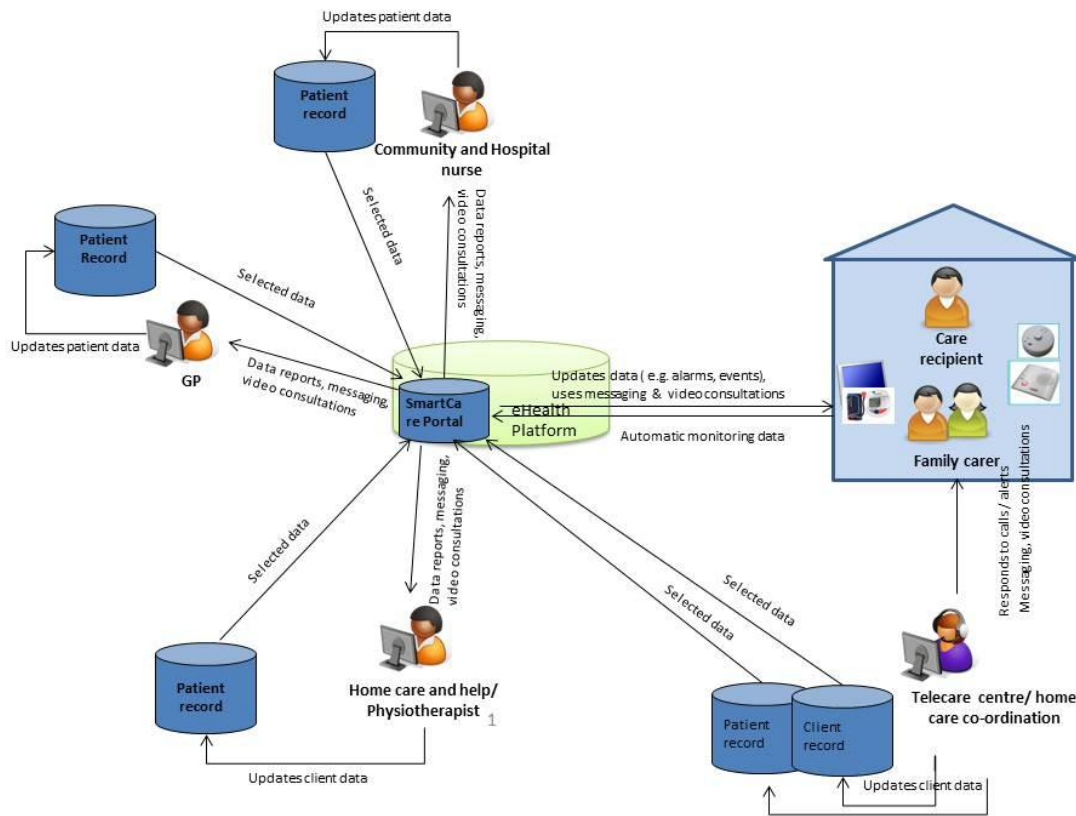 Updates patient data
Patient
record
Community and Hospital
nurse
Selected data
Data reports, messaging,
video consultations
Patient
Record
Selected data
Updates patient data
GP
Data reports, messaging,
video consultations
SmartCa
re Portal
eHealth
Platform
Updates data ( e.g. alarms, events),
uses messaging & video consultations
Automatic monitoring data
Care
recipient
Family carer
Responds to calls / alerts
Messaging, video consultations
Selected data
Data reports, messaging,
video consultations
Selected data
Selected data
Patient
record
Home care and help/
Physiotherapist
1
Updates client data
Patient
record
Client
record
Telecare centre/ home
care co-ordination
Updates client data